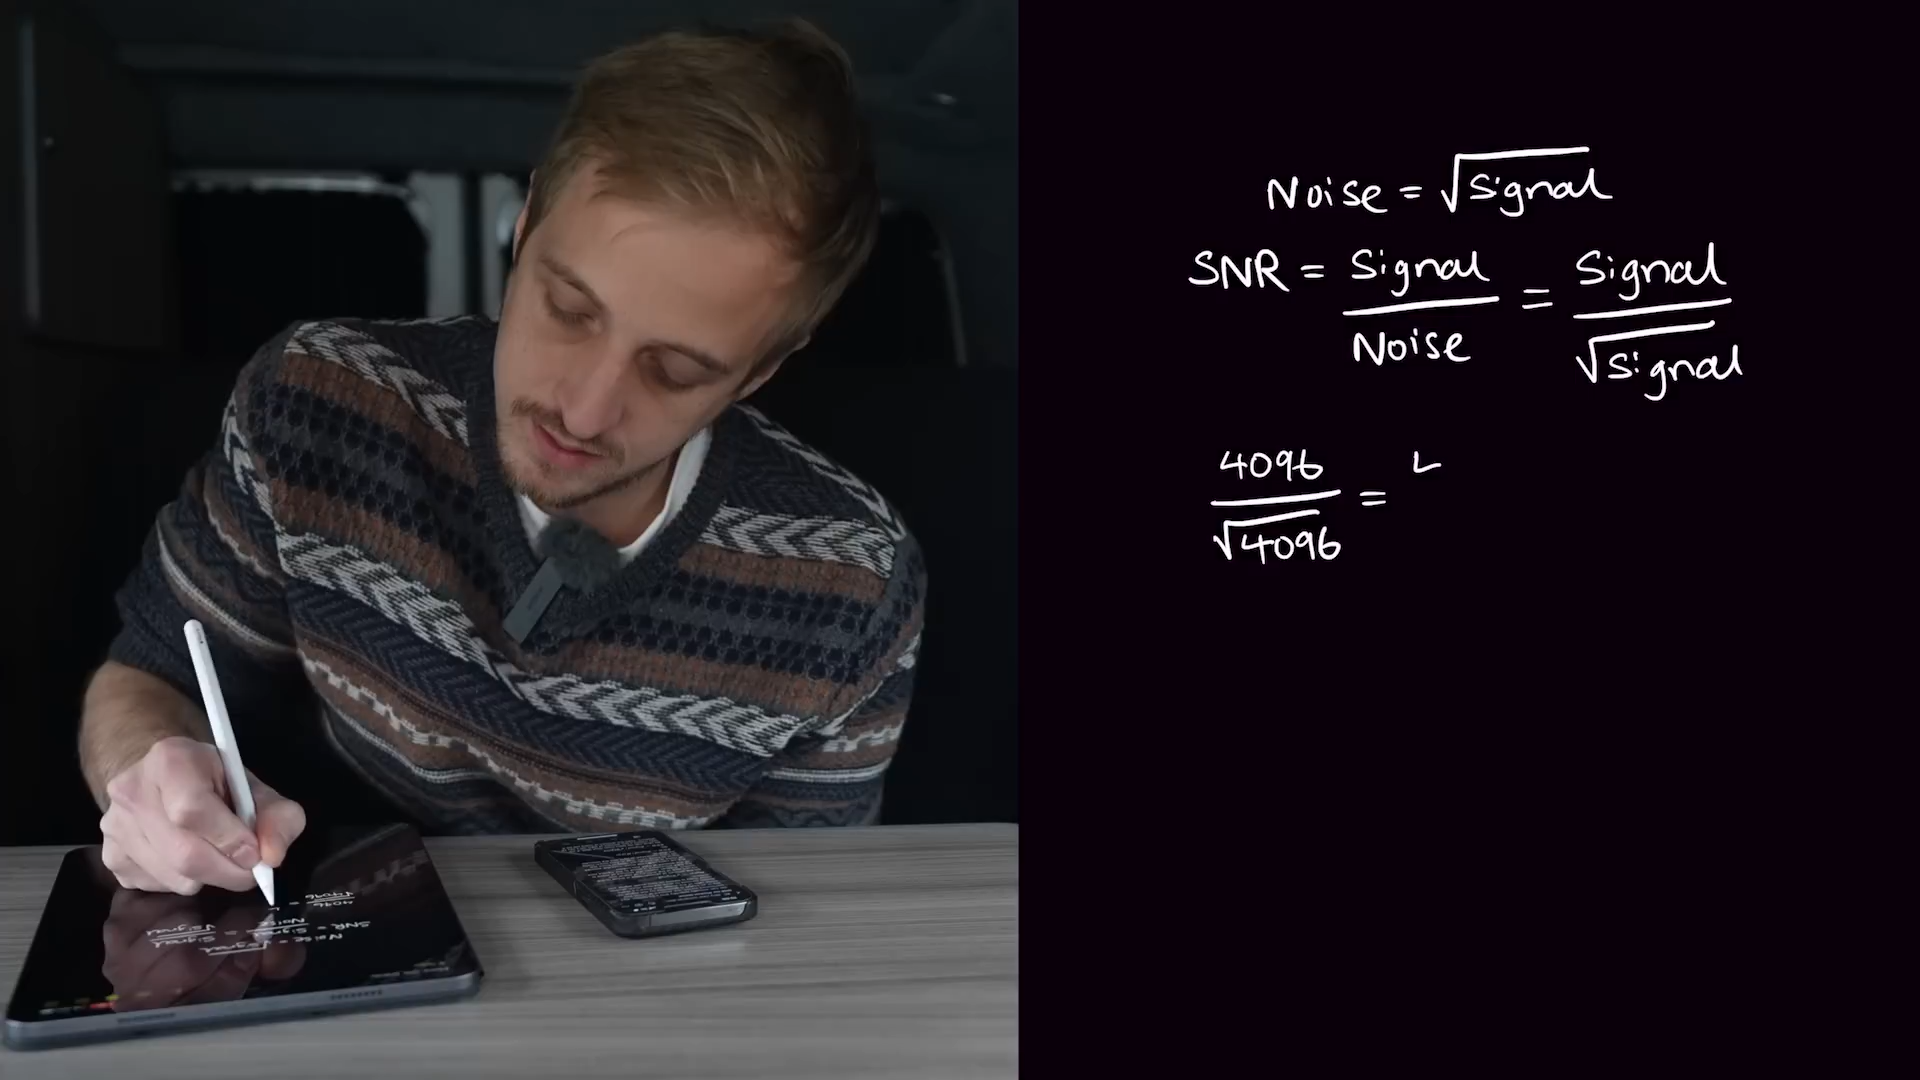 Noise = √Signal
SNR = Signal / Noise = Signal / √Signal
4096 / √4096 =